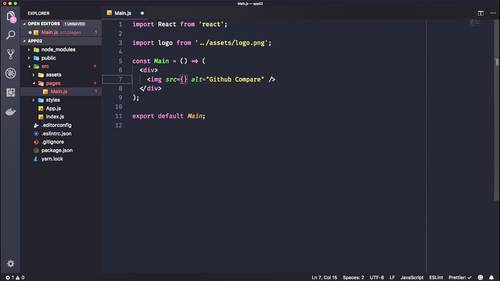 Main.js — app02
EXPLORER
OPEN EDITORS 1 UNSAVED
Main.js src/pages 1
APP02
node_modules
public
src
assets
pages
Main.js 1
styles
App.js
index.js
.editorconfig
.eslintrc.json
.gitignore
package.json
yarn.lock
Main.js
1 import React from 'react';
2
3 import logo from '../assets/logo.png';
4
5 const Main = () => (
6 <div>
7 <img src={} alt="Github Compare" />
8 </div>
9 );
10
11 export default Main;
12
1 0
Ln 7, Col 15 Spaces: 2 UTF-8 LF JavaScript ESLint Prettier